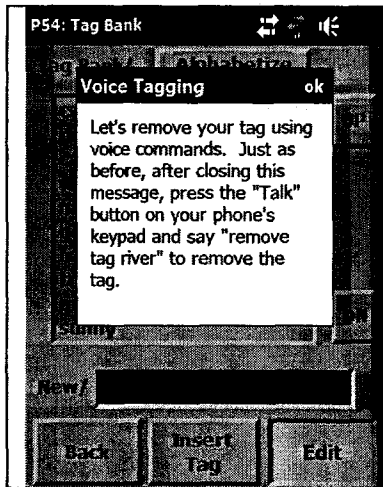 P54: Tag Bank
Tag Bank/ Alphabetize
Voice Tagging ok
Let's remove your tag using
voice commands. Just as
before, after closing this
message, press the "Talk"
button on your phone's
keypad and say "remove
tag river" to remove the
tag.
sunny
New/
Back Insert Edit
Tag